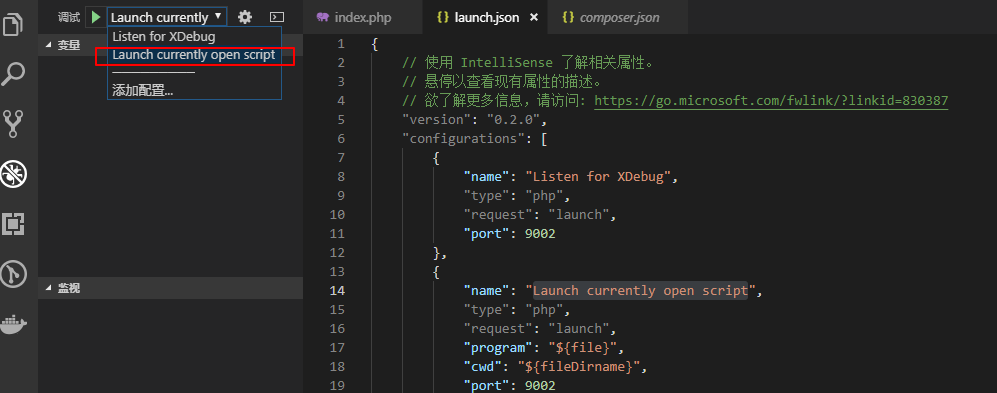 调试 Launch currently
Listen for XDebug
Launch currently open script
添加配置...
变量
监视
index.php launch.json composer.json
1 {
2 // 使用 IntelliSense 了解相关属性。
3 // 悬停以查看现有属性的描述。
4 // 欲了解更多信息，请访问: https://go.microsoft.com/fwlink/?linkid=830387
5 "version": "0.2.0",
6 "configurations": [
7 {
8 "name": "Listen for XDebug",
9 "type": "php",
10 "request": "launch",
11 "port": 9002
12 },
13 {
14 "name": "Launch currently open script",
15 "type": "php",
16 "request": "launch",
17 "program": "${file}",
18 "cwd": "${fileDirname}",
19 "port": 9002